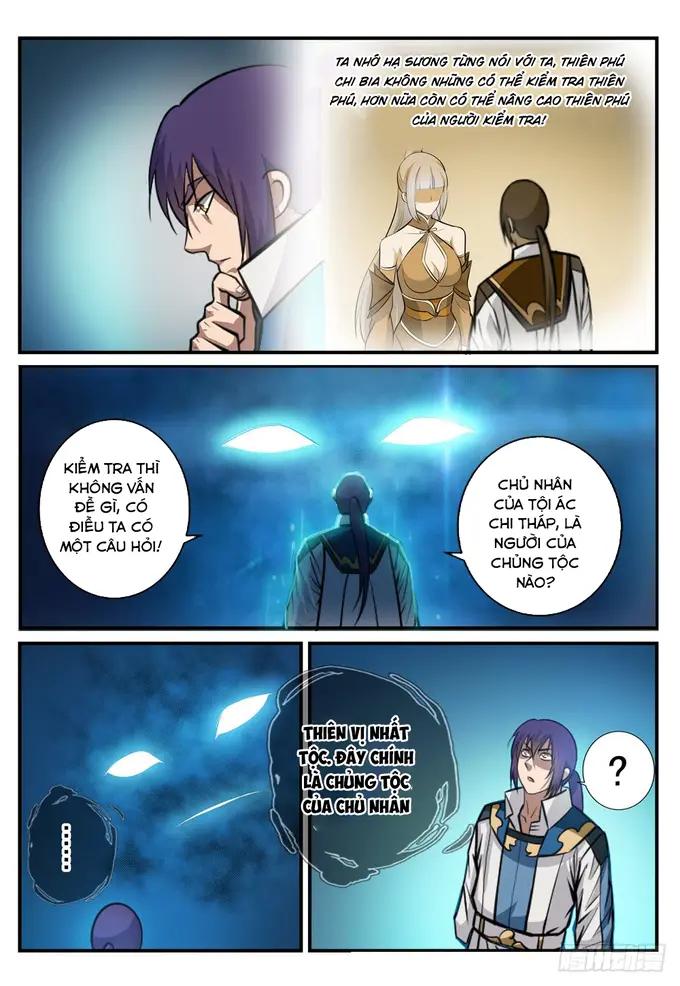 TA NHỚ HẠ SƯƠNG TỪNG NÓI VỚI TA, THIÊN PHÚ
CHI BIA KHÔNG NHỮNG CÓ THỂ KIỂM TRA THIÊN
PHÚ, HƠN NỮA CÒN CÓ THỂ NÂNG CAO THIÊN PHÚ
CỦA NGƯỜI KIỂM TRA!
KIỂM TRA THÌ
KHÔNG VẤN
ĐỀ GÌ, CÓ
ĐIỀU TA CÓ
MỘT CÂU HỎI!
CHỦ NHÂN
CỦA TỘI ÁC
CHI THÁP, LÀ
NGƯỜI CỦA
CHỦNG TỘC
NÀO?
......
THIÊN VỊ NHẤT
TỘC. ĐÂY CHÍNH
LÀ CHỦNG TỘC
CỦA CHỦ NHÂN
?